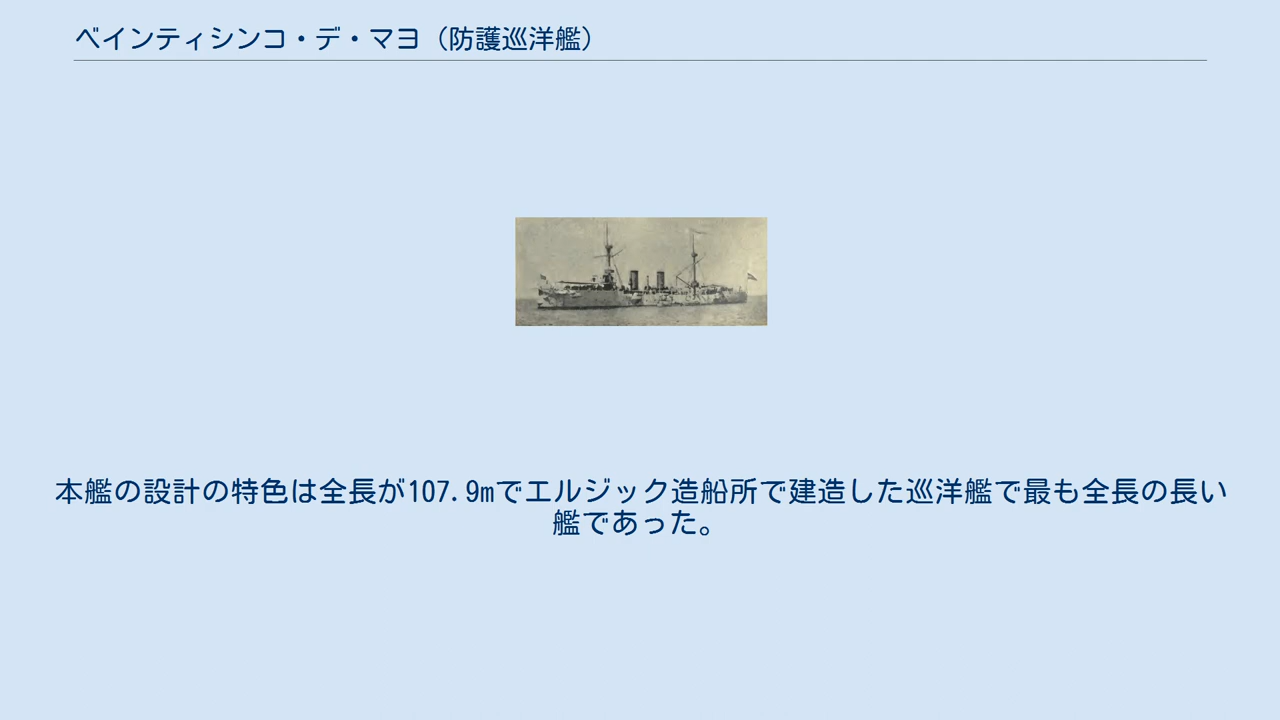 ベインティシンコ・デ・マヨ（防護巡洋艦）
本艦の設計の特色は全長が107.9mでエルジック造船所で建造した巡洋艦で最も全長の長い
艦であった。